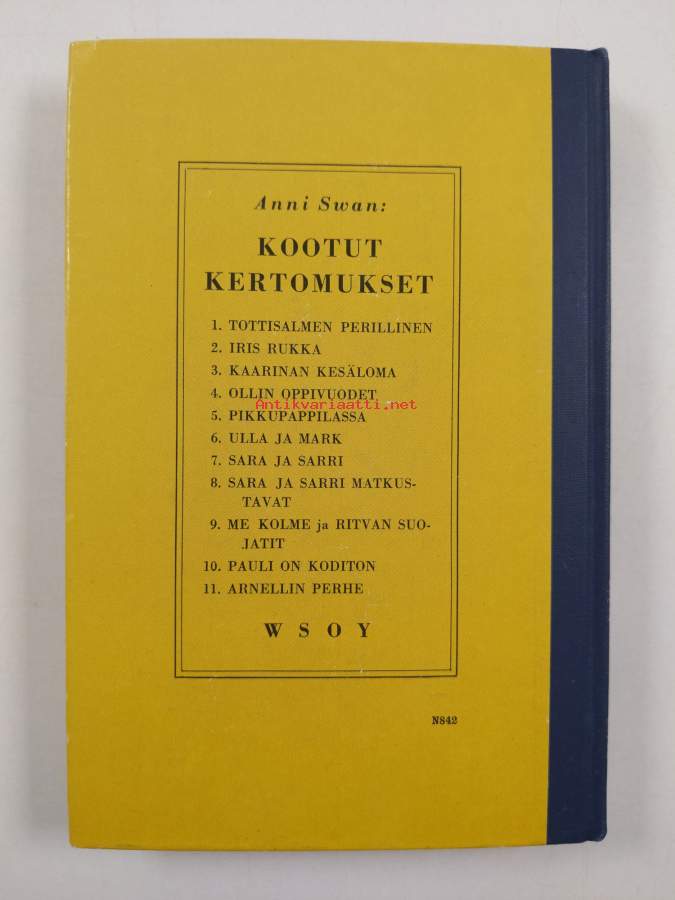 Anni Swan:
KOOTUT
KERTOMUKSET
1. TOTTISALMEN PERILLINEN
2. IRIS RUKKA
3. KAARINAN KESÄLOMA
4. OLLIN OPPIVUODET
Antikvariaatti.net
5. PIKKUPAPPILASSA
6. ULLA JA MARK
7. SARA JA SARRI
8. SARA JA SARRI MATKUS-
TAVAT
9. ME KOLME ja RITVAN SUO-
JATIT
10. PAULI ON KODITON
11. ARNELLIN PERHE
WSOY
N842